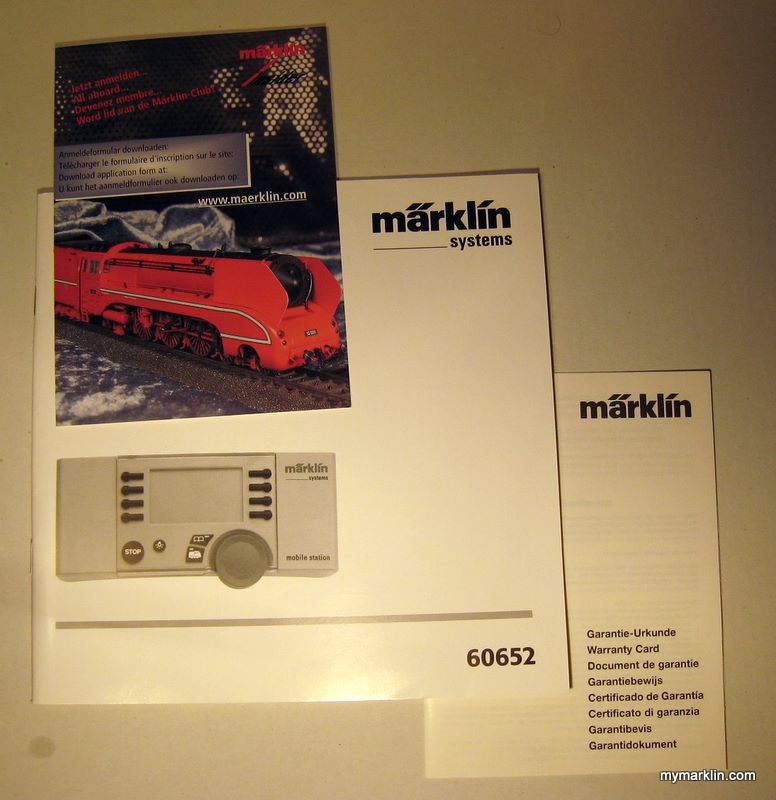 märklin
Jetzt anmelden...
All aboard...
Devenez membre...
Word lid van de Märklin-Club!
Anmeldeformular downloaden:
Télécharger le formulaire d'inscription sur le site:
Download application form at:
U kunt het aanmeldformulier ook downloaden op:
www.maerklin.com
märklin
systems
märklin
systems
STOP
mobile station
60652
märklin
Garantie-Urkunde
Warranty Card
Document de garantie
Garantiebewijs
Certificado de Garantía
Certificato di garanzia
Garantibevis
Garantidokument
mymarklin.com